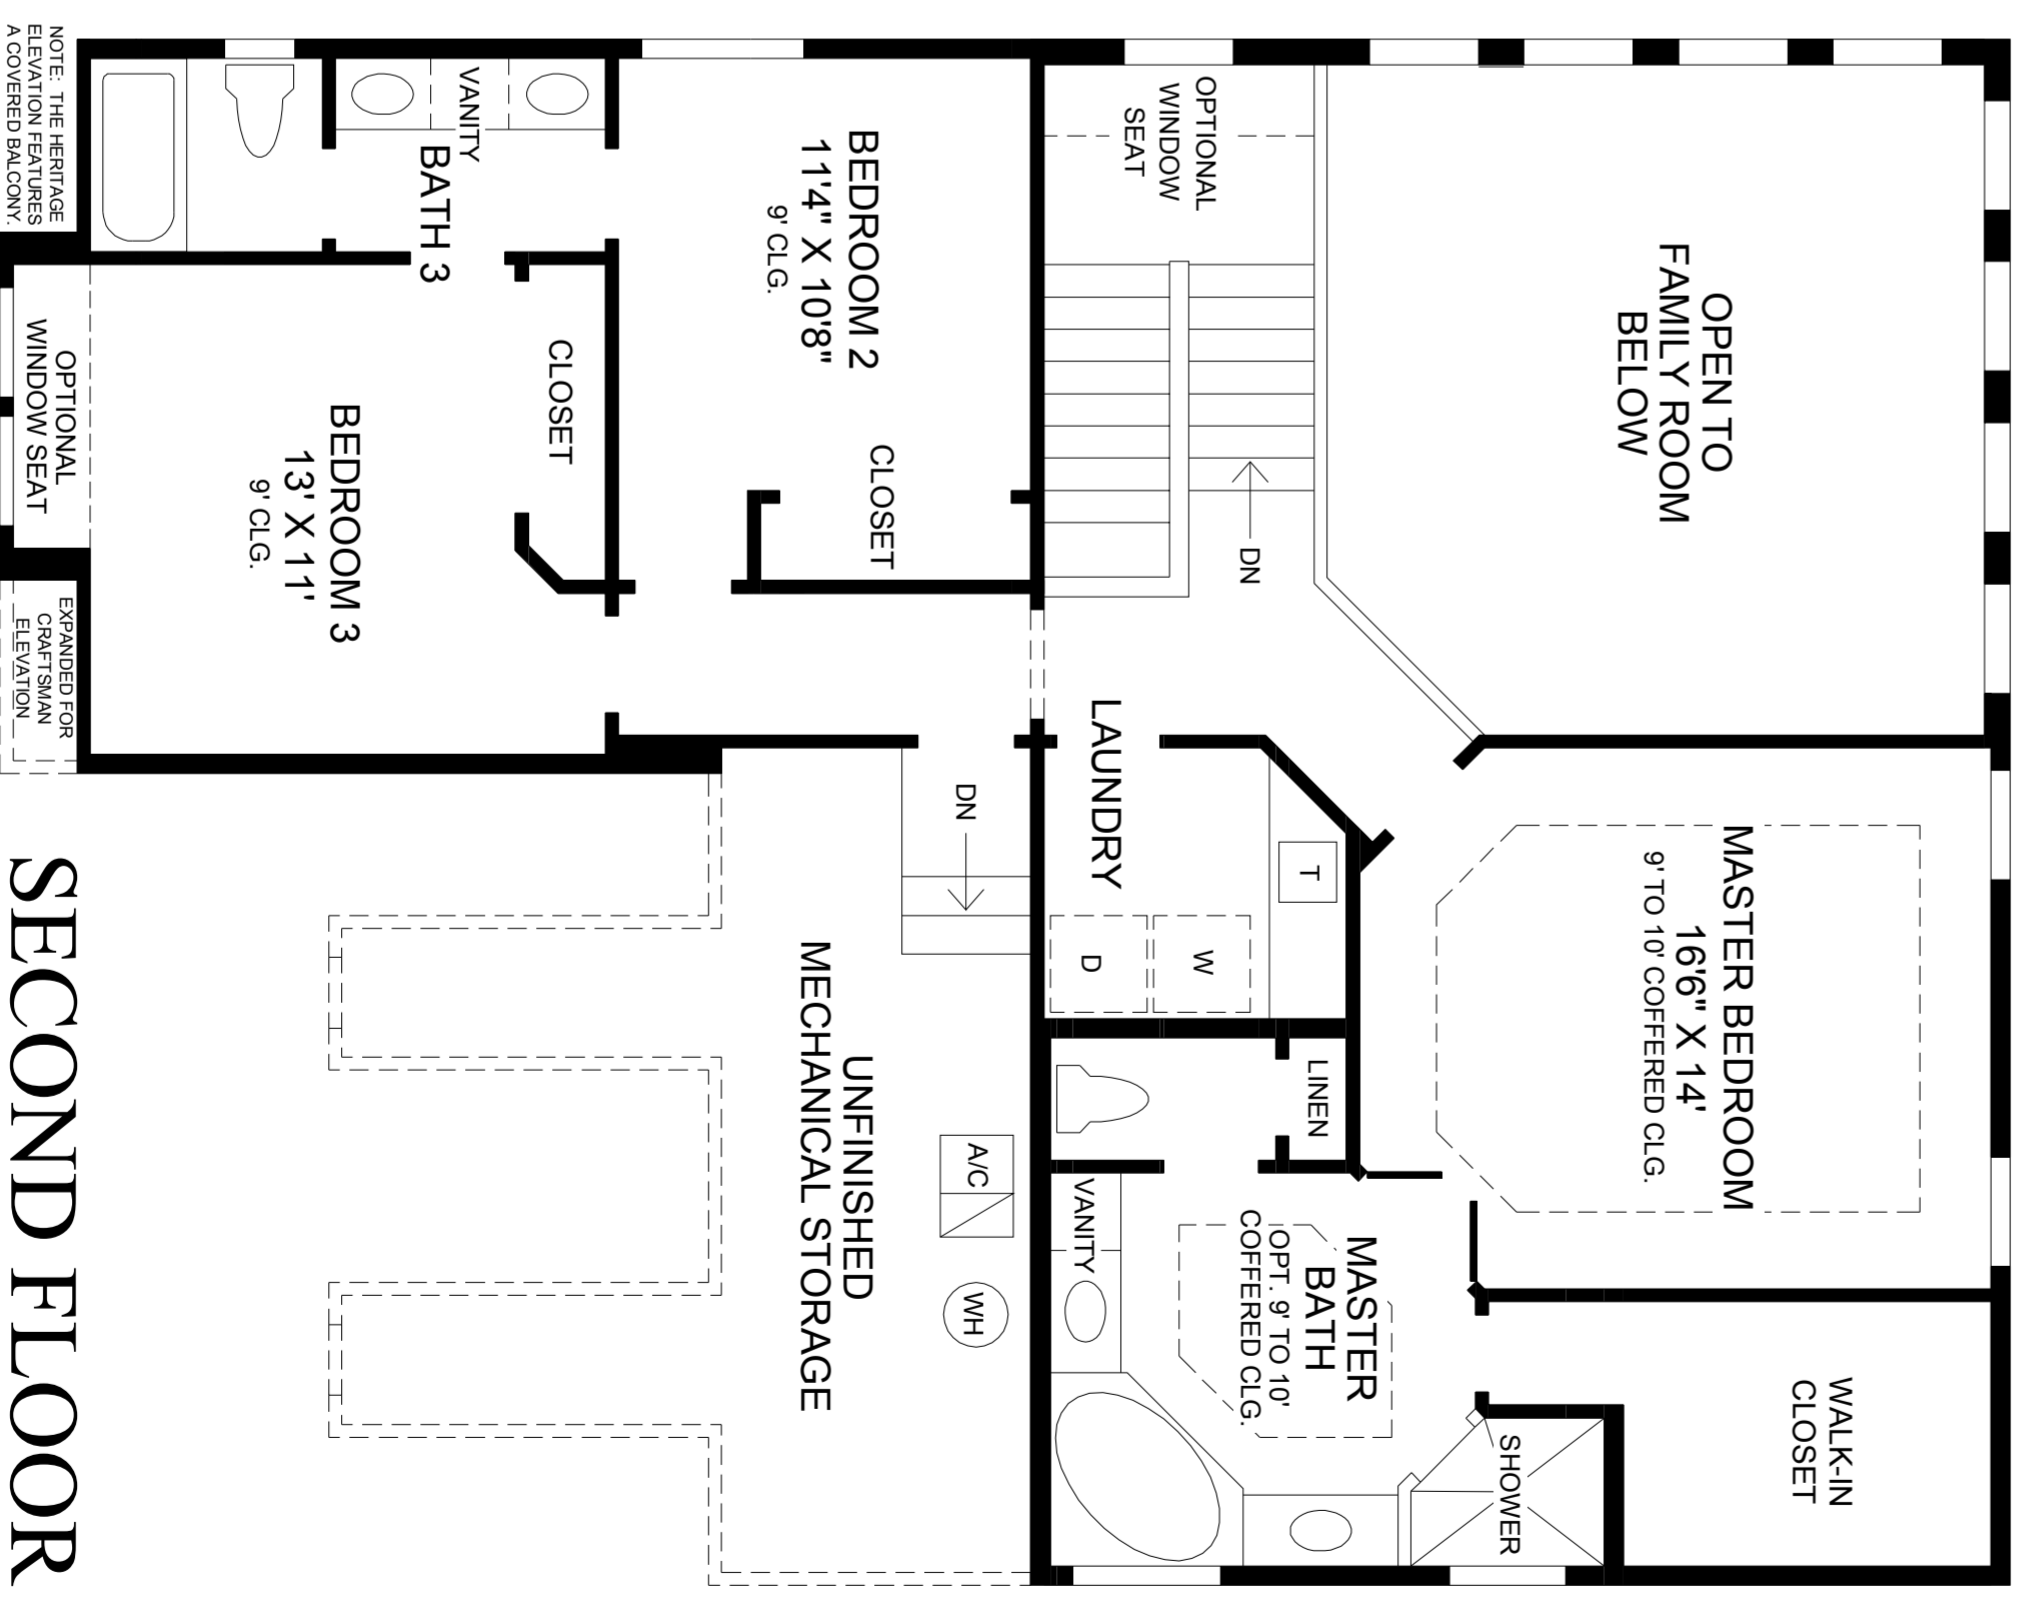 OPEN TO
FAMILY ROOM
BELOW
MASTER BEDROOM
16'6" X 14'
9' TO 10' COFFERED CLG.
WALK-IN
CLOSET
OPTIONAL
WINDOW
SEAT
DN
LAUNDRY
T
W
D
LINEN
MASTER
BATH
OPT. 9' TO 10'
COFFERED CLG.
VANITY
SHOWER
BEDROOM 2
11'4" X 10'8"
9' CLG.
CLOSET
DN
UNFINISHED
MECHANICAL STORAGE
A/C
WH
VANITY
BATH 3
CLOSET
BEDROOM 3
13' X 11'
9' CLG.
OPTIONAL
WINDOW SEAT
NOTE: THE HERITAGE
ELEVATION FEATURES
A COVERED BALCONY.
EXPANDED FOR
CRAFTSMAN
ELEVATION
SECOND FLOOR